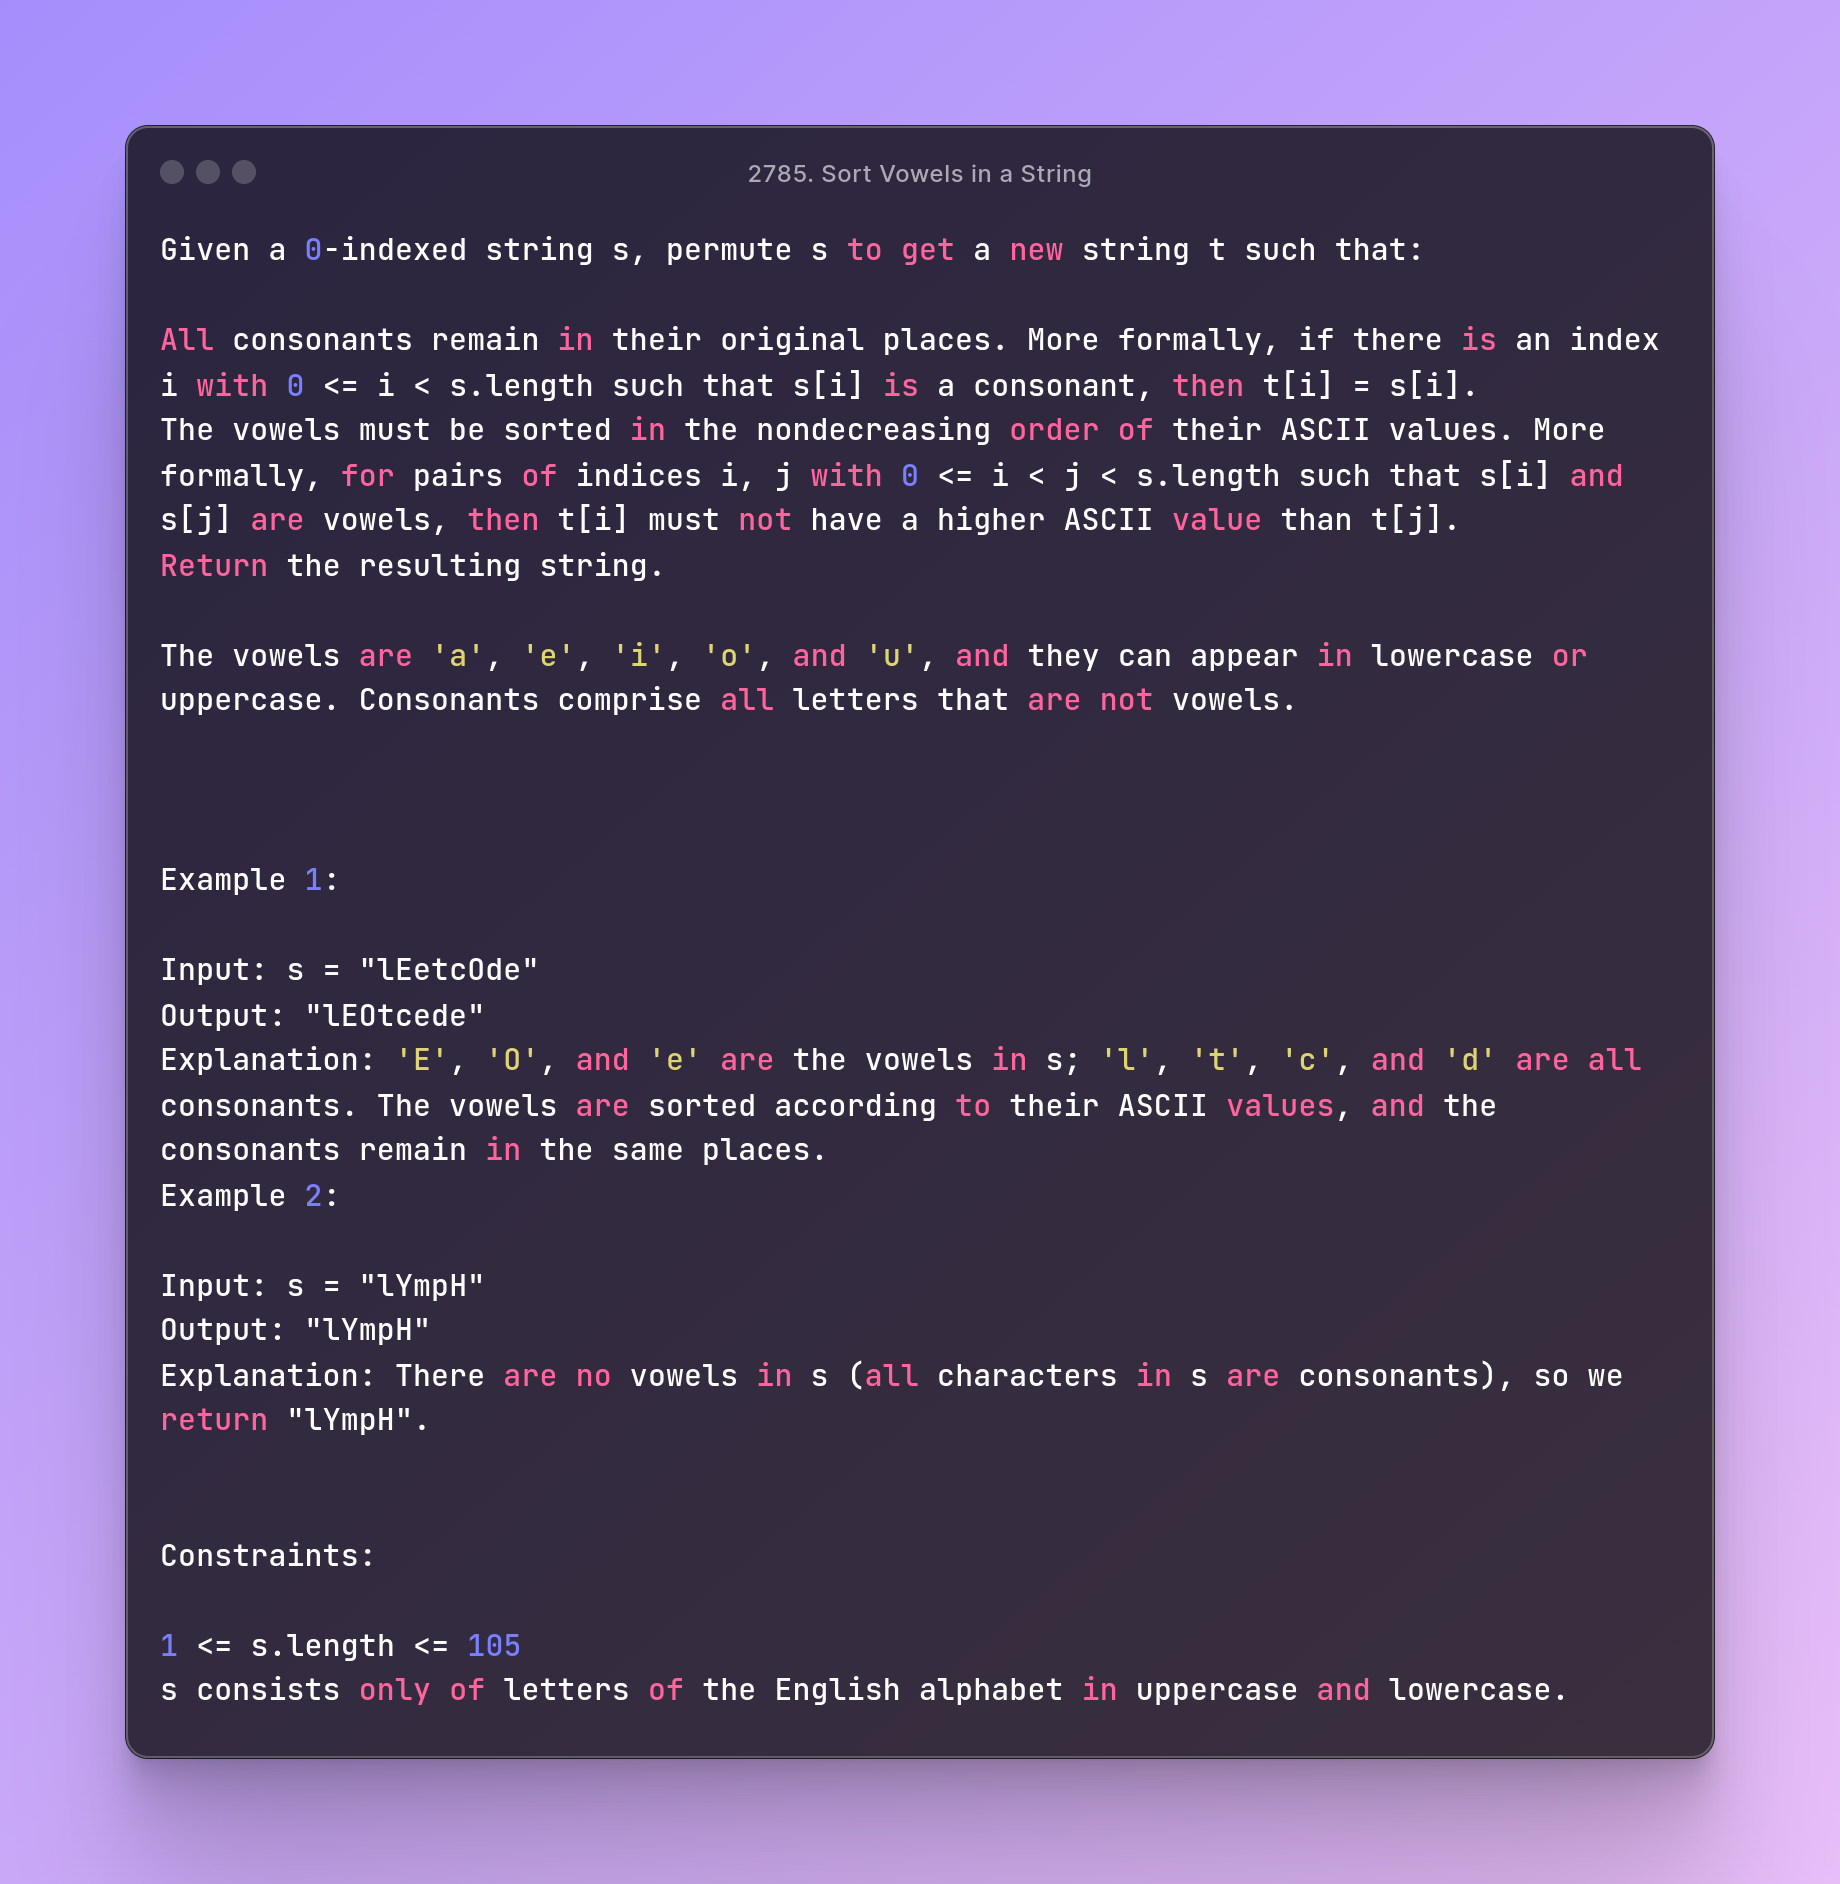 2785. Sort Vowels in a String
Given a 0-indexed string s, permute s to get a new string t such that:
All consonants remain in their original places. More formally, if there is an index
i with 0 <= i < s.length such that s[i] is a consonant, then t[i] = s[i].
The vowels must be sorted in the nondecreasing order of their ASCII values. More
formally, for pairs of indices i, j with 0 <= i < j < s.length such that s[i] and
s[j] are vowels, then t[i] must not have a higher ASCII value than t[j].
Return the resulting string.
The vowels are 'a', 'e', 'i', 'o', and 'u', and they can appear in lowercase or
uppercase. Consonants comprise all letters that are not vowels.
Example 1:
Input: s = "lEetcOde"
Output: "lEOtcede"
Explanation: 'E', 'O', and 'e' are the vowels in s; 'l', 't', 'c', and 'd' are all
consonants. The vowels are sorted according to their ASCII values, and the
consonants remain in the same places.
Example 2:
Input: s = "lYmpH"
Output: "lYmpH"
Explanation: There are no vowels in s (all characters in s are consonants), so we
return "lYmpH".
Constraints:
1 <= s.length <= 105
s consists only of letters of the English alphabet in uppercase and lowercase.